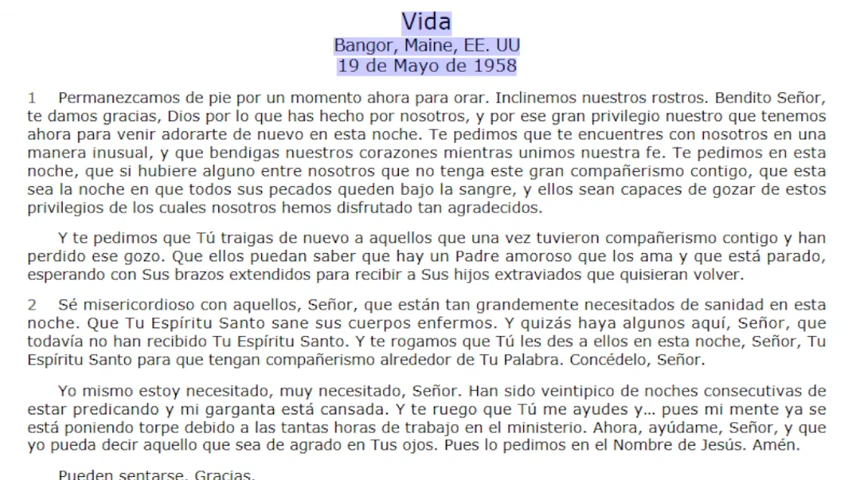 Vida
Bangor, Maine, EE. UU
19 de Mayo de 1958
1 Permanezcamos de pie por un momento ahora para orar. Inclinemos nuestros rostros. Bendito Señor,
te damos gracias, Dios por lo que has hecho por nosotros, y por ese gran privilegio nuestro que tenemos
ahora para venir adorarte de nuevo en esta noche. Te pedimos que te encuentres con nosotros en una
manera inusual, y que bendigas nuestros corazones mientras unimos nuestra fe. Te pedimos en esta
noche, que si hubiere alguno entre nosotros que no tenga este gran compañerismo contigo, que esta
sea la noche en que todos sus pecados queden bajo la sangre, y ellos sean capaces de gozar de estos
privilegios de los cuales nosotros hemos disfrutado tan agradecidos.
Y te pedimos que Tú traigas de nuevo a aquellos que una vez tuvieron compañerismo contigo y han
perdido ese gozo. Que ellos puedan saber que hay un Padre amoroso que los ama y que está parado,
esperando con Sus brazos extendidos para recibir a Sus hijos extraviados que quisieran volver.
2 Sé misericordioso con aquellos, Señor, que están tan grandemente necesitados de sanidad en esta
noche. Que Tu Espíritu Santo sane sus cuerpos enfermos. Y quizás haya algunos aquí, Señor, que
todavía no han recibido Tu Espíritu Santo. Y te rogamos que Tú les des a ellos en esta noche, Señor, Tu
Espíritu Santo para que tengan compañerismo alrededor de Tu Palabra. Concédelo, Señor.
Yo mismo estoy necesitado, muy necesitado, Señor. Han sido veintipico de noches consecutivas de
estar predicando y mi garganta está cansada. Y te ruego que Tú me ayudes y... pues mi mente ya se
está poniendo torpe debido a las tantas horas de trabajo en el ministerio. Ahora, ayúdame, Señor, y que
yo pueda decir aquello que sea de agrado en Tus ojos. Pues lo pedimos en el Nombre de Jesús. Amén.
Pueden sentarse. Gracias.